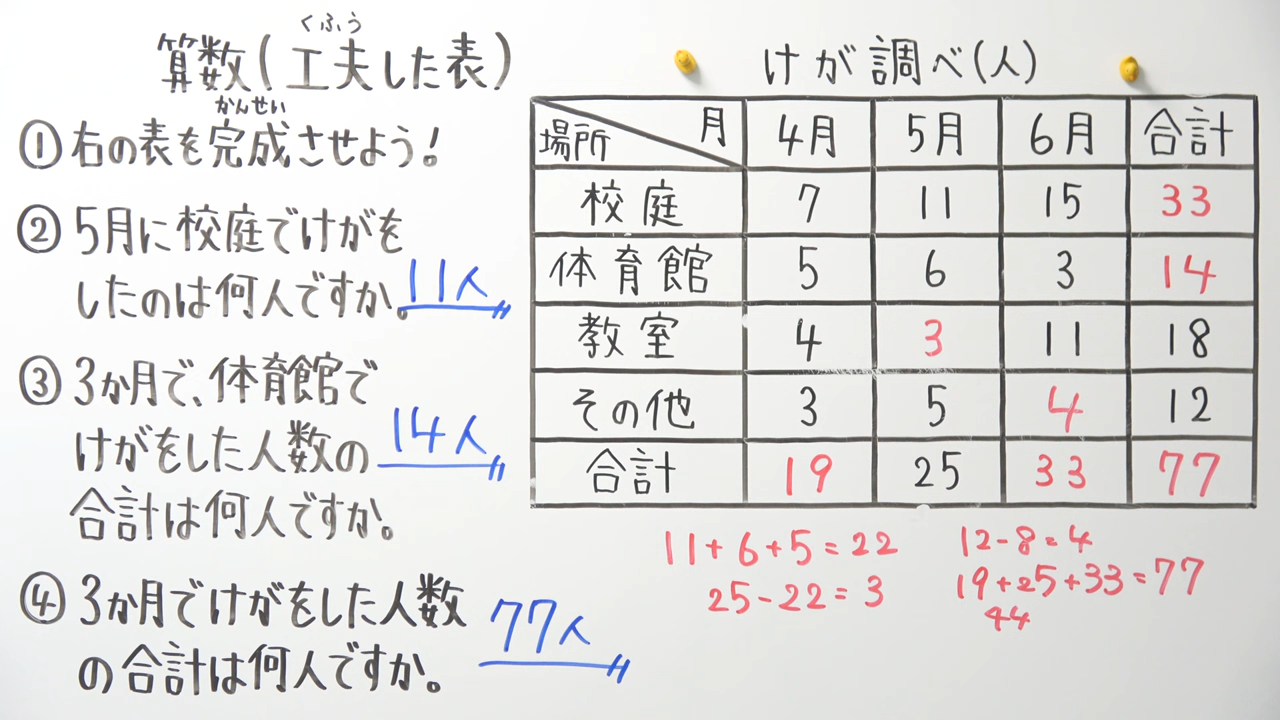 くふう
算数(工夫した表)
かんせい
①右の表を完成させよう!
②5月に校庭でけがを
したのは何人ですか。11人
③3か月で、体育館で
けがをした人数の 14人
合計は何人ですか。
④3か月でけがをした人数
の合計は何人ですか。 77人
けが調べ(人)
場所 月 4月 5月 6月 合計
校庭 7 11 15 33
体育館 5 6 3 14
教室 4 3 11 18
その他 3 5 4 12
合計 19 25 33 77
11+6+5=22
25-22=3
12-8=4
19+25+33=77
44